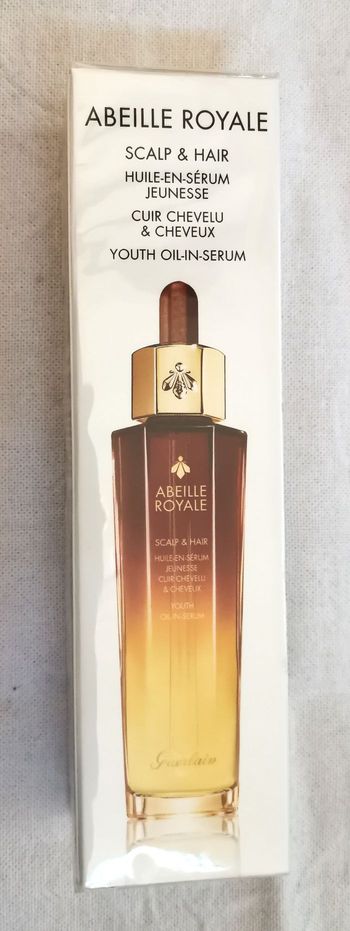 ABEILLE ROYALE
SCALP & HAIR
HUILE-EN-SÉRUM
JEUNESSE
CUIR CHEVELU
& CHEVEUX
YOUTH OIL-IN-SERUM
ABEILLE
ROYALE
SCALP & HAIR
HUILE-EN-SÉRUM
JEUNESSE
CUIR CHEVELU
& CHEVEUX
YOUTH
OIL-IN-SERUM
Guerlain